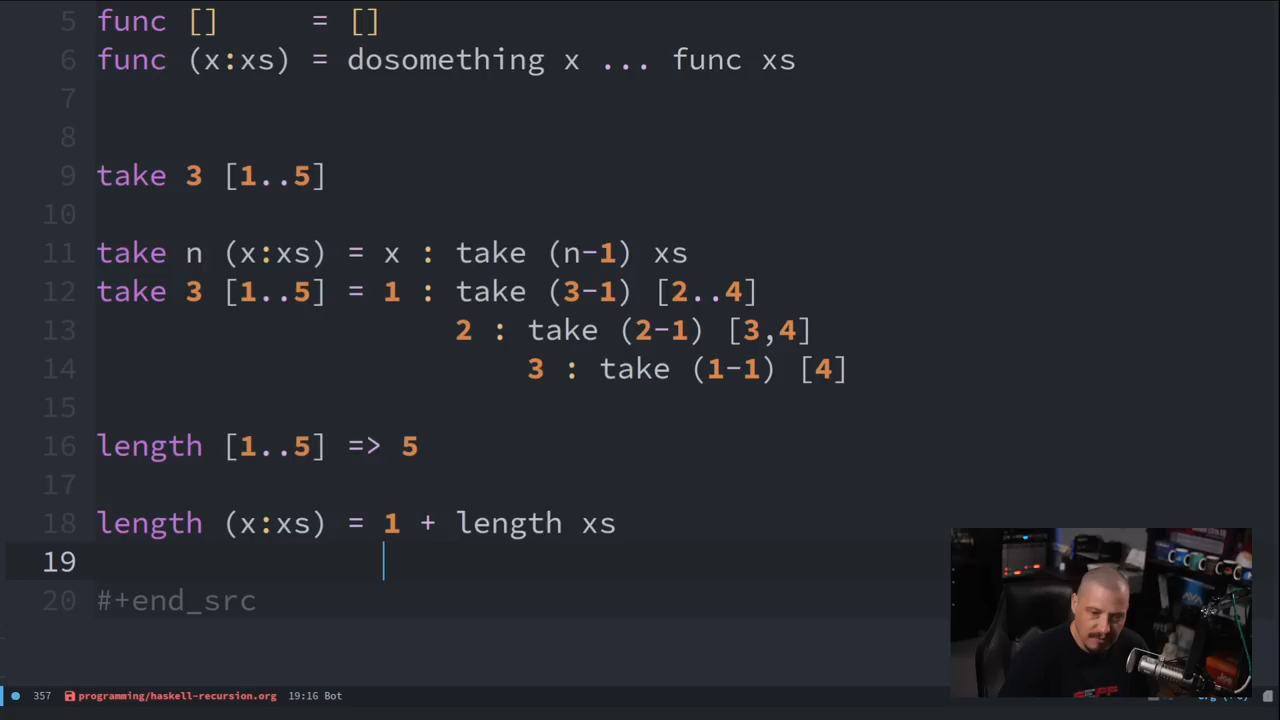 5 func []     = []
6 func (x:xs) = dosomething x ... func xs
7
8
9 take 3 [1..5]
10
11 take n (x:xs) = x : take (n-1) xs
12 take 3 [1..5] = 1 : take (3-1) [2..4]
13                     2 : take (2-1) [3,4]
14                         3 : take (1-1) [4]
15
16 length [1..5] => 5
17
18 length (x:xs) = 1 + length xs
19
20 #+end_src
357 programming/haskell-recursion.org 19:16 Bot